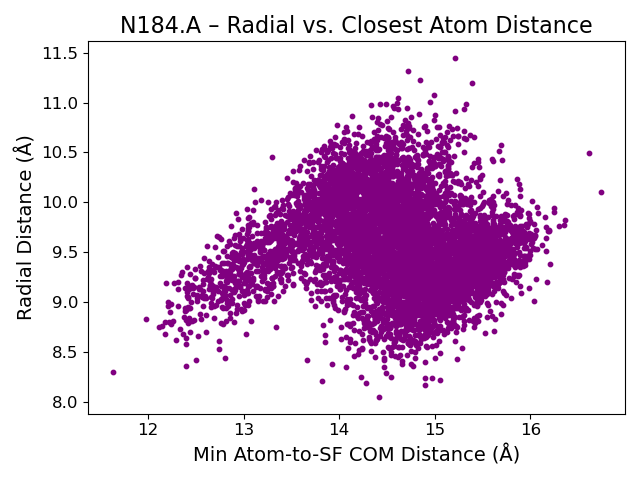 N184.A – Radial vs. Closest Atom Distance
11.5
11.0
10.5
10.0
9.5
9.0
8.5
8.0
Radial Distance (Å)
12 13 14 15 16
Min Atom-to-SF COM Distance (Å)